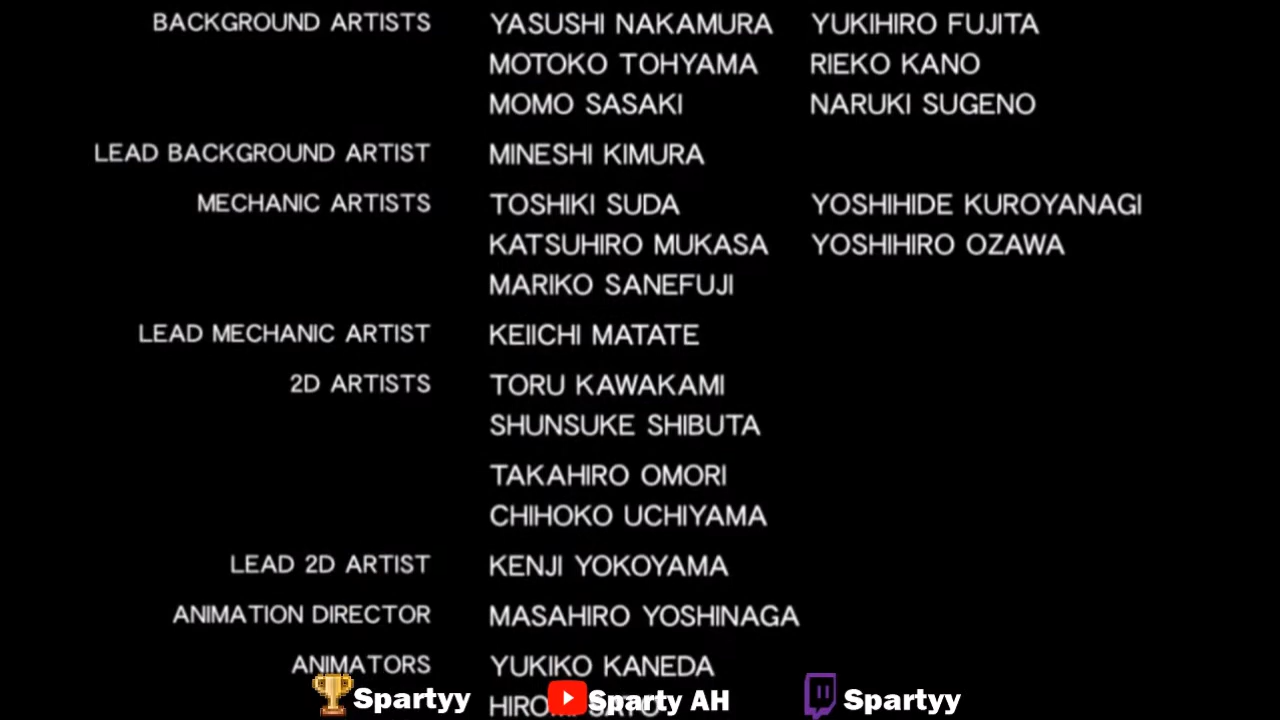 BACKGROUND ARTISTS YASUSHI NAKAMURA YUKIHIRO FUJITA
MOTOKO TOHYAMA RIEKO KANO
MOMO SASAKI NARUKI SUGENO
LEAD BACKGROUND ARTIST MINESHI KIMURA
MECHANIC ARTISTS TOSHIKI SUDA YOSHIHIDE KUROYANAGI
KATSUHIRO MUKASA YOSHIHIRO OZAWA
MARIKO SANEFUJI
LEAD MECHANIC ARTIST KEIICHI MATATE
2D ARTISTS TORU KAWAKAMI
SHUNSUKE SHIBUTA
TAKAHIRO OMORI
CHIHOKO UCHIYAMA
LEAD 2D ARTIST KENJI YOKOYAMA
ANIMATION DIRECTOR MASAHIRO YOSHINAGA
ANIMATORS YUKIKO KANEDA
Spartyy Sparty AH Spartyy